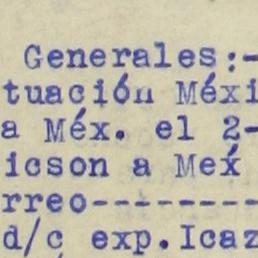 Generales:-
tuación Méxi
a Méx. el 2-
icson a Mex
rreo--------
d/c exp.Icaz